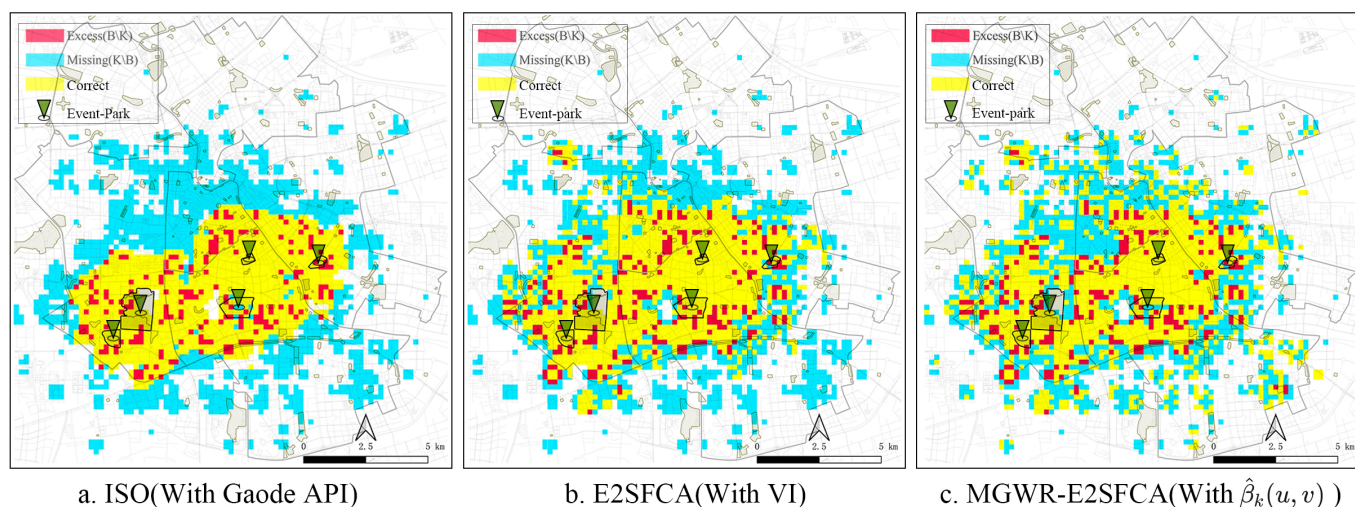 Excess(B\K)
Missing(K\B)
Correct
Event-Park
0 2.5 5 km
a. ISO(With Gaode API)
Excess(B\K)
Missing(K\B)
Correct
Event-park
0 2.5 5 km
b. E2SFCA(With VI)
Excess(B\K)
Missing(K\B)
Correct
Event-park
0 2.5 5 km
c. MGWR-E2SFCA(With β̂ₖ(u, v) )